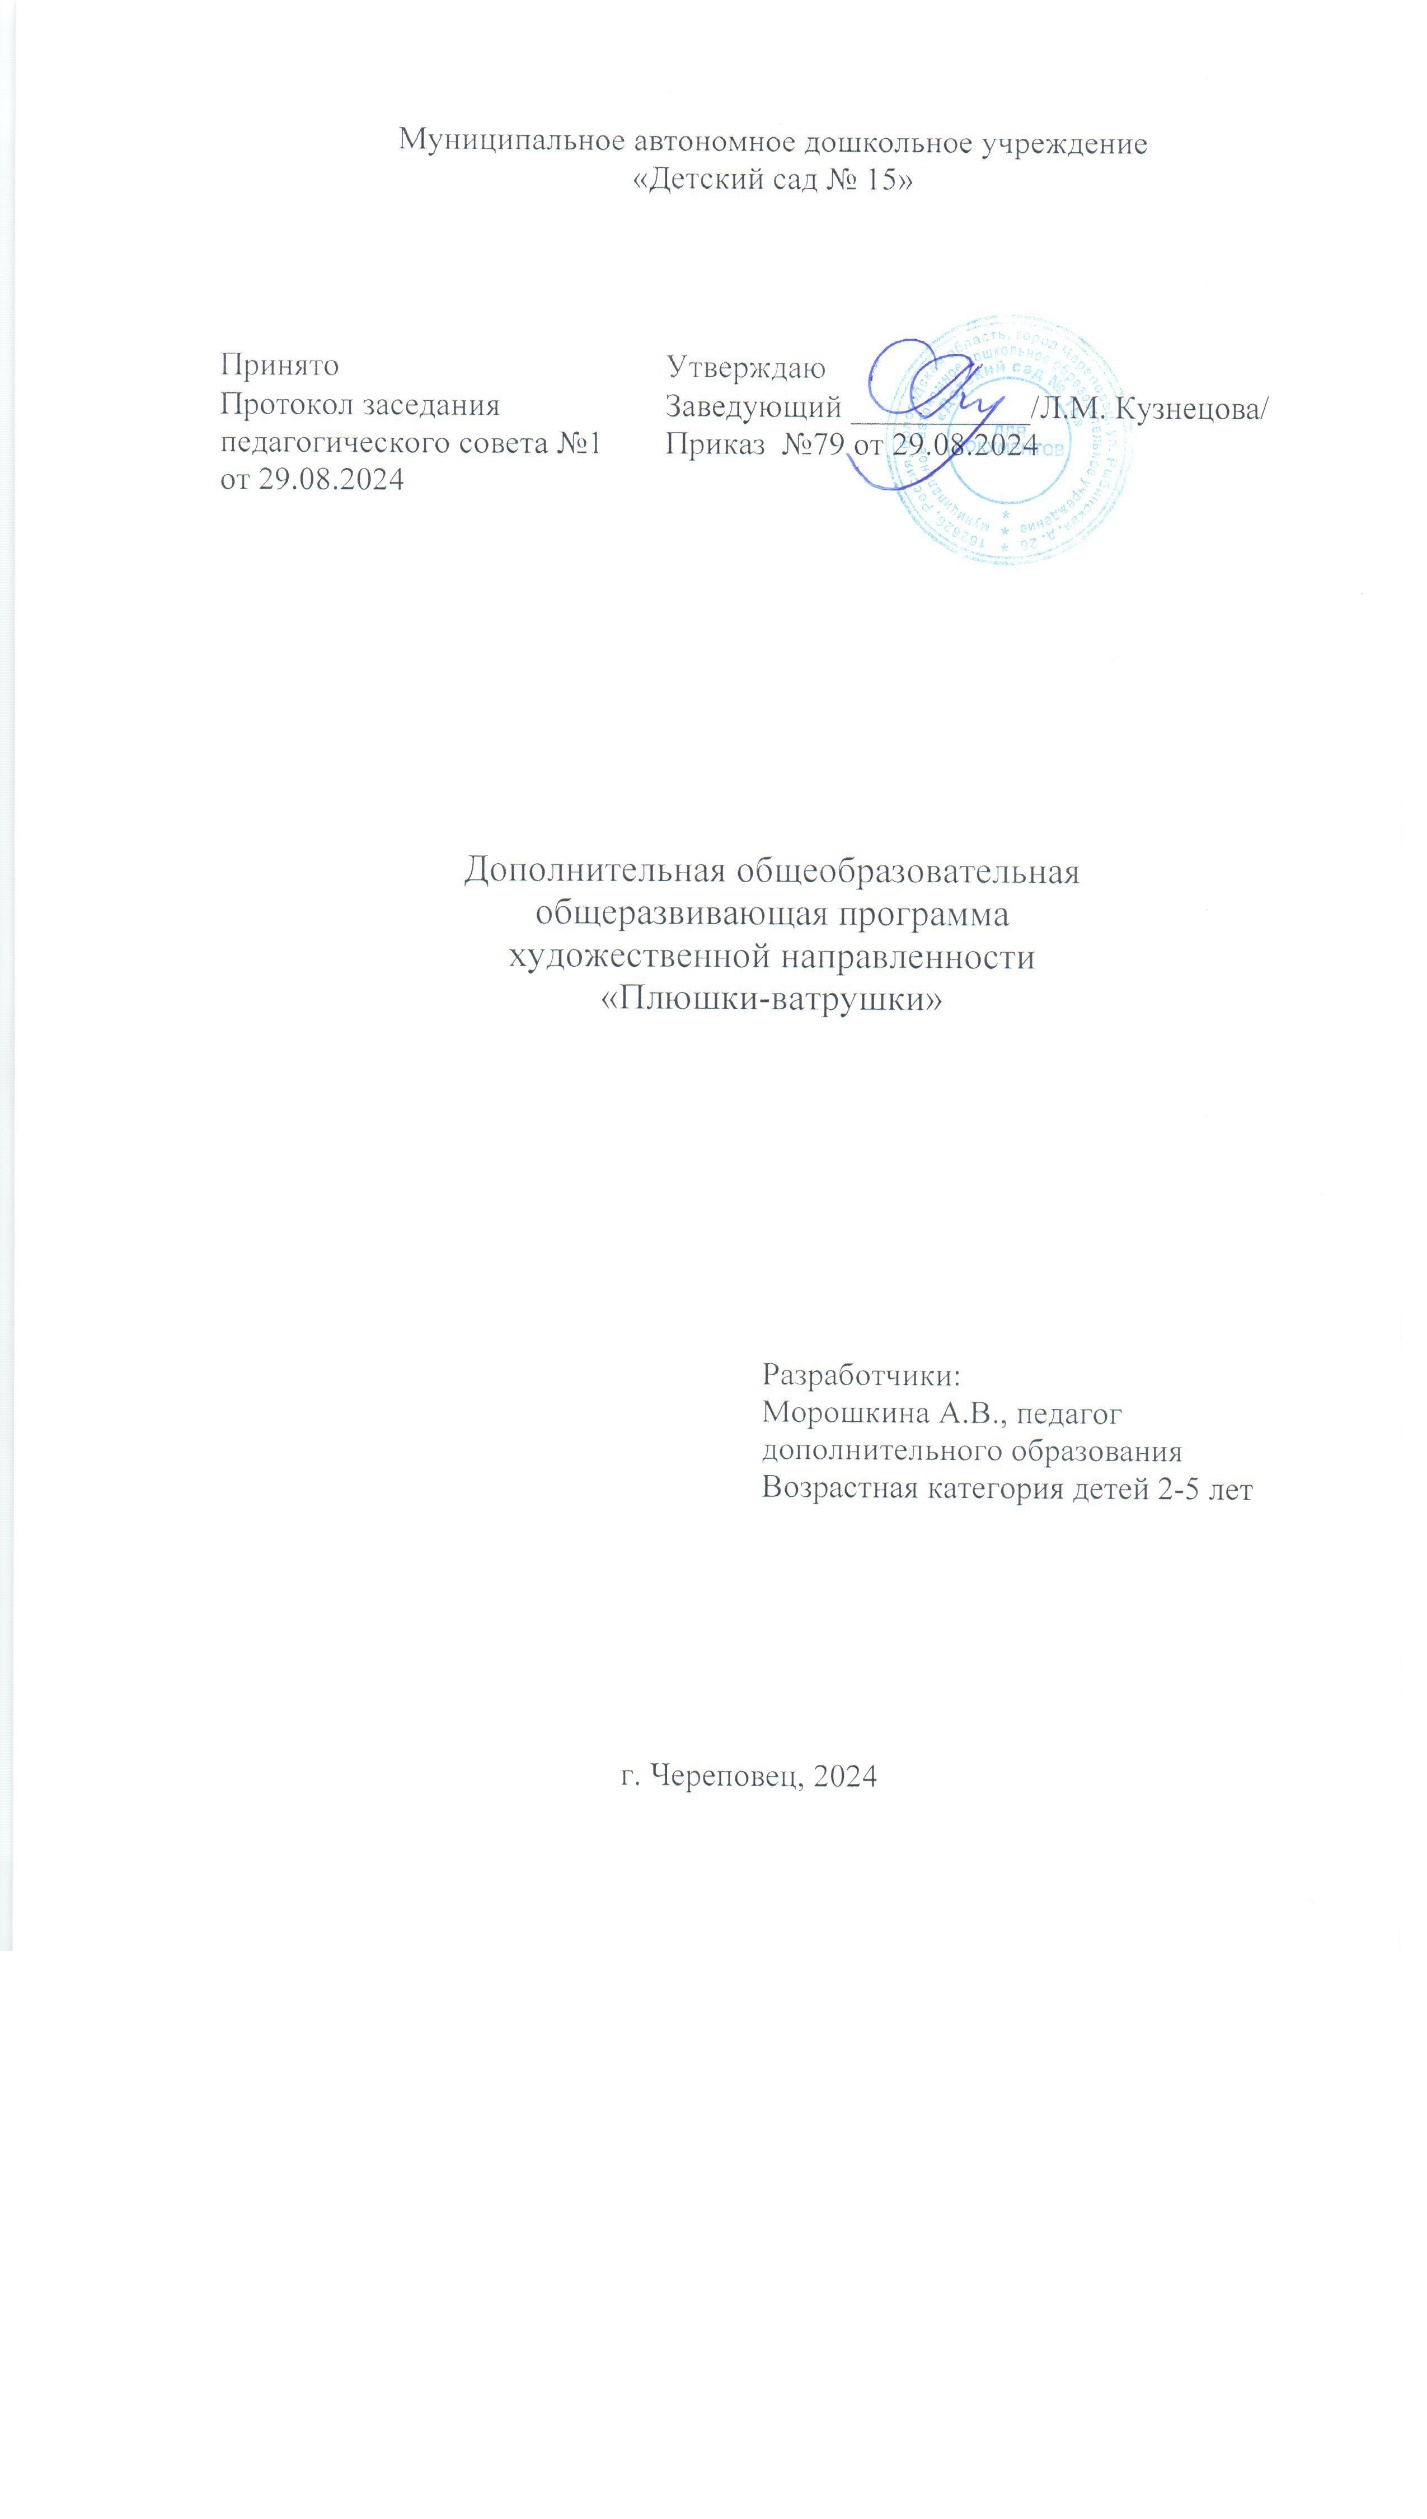 Муниципальное автономное дошкольное учреждение
«Детский сад № 15»
Принято
Протокол заседания
педагогического совета №1
от 29.08.2024
Утверждаю
Заведующий ____________/Л.М. Кузнецова/
Приказ №79 от 29.08.2024
Дополнительная общеобразовательная
общеразвивающая программа
художественной направленности
«Плюшки-ватрушки»
Разработчики:
Морошкина А.В., педагог
дополнительного образования
Возрастная категория детей 2-5 лет
г. Череповец, 2024